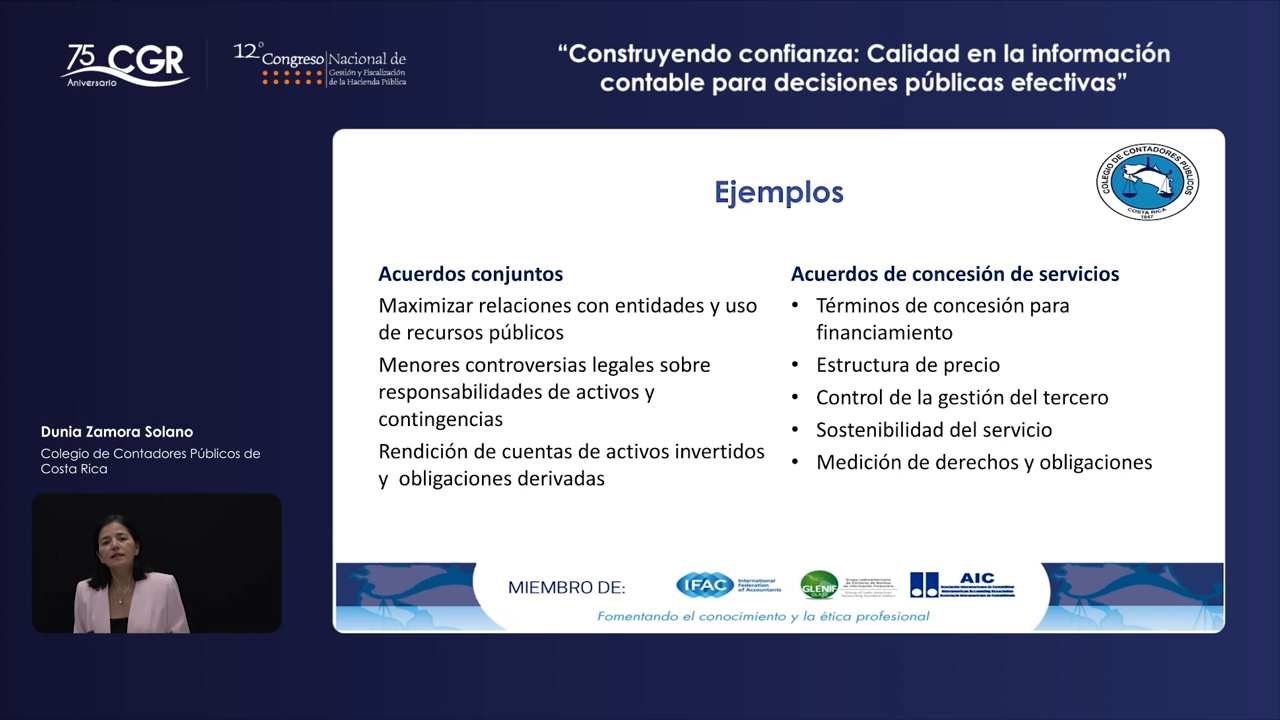 75 CGR
Aniversario
12° Congreso Nacional de
Gestión y Fiscalización
de la Hacienda Pública
“Construyendo confianza: Calidad en la información
contable para decisiones públicas efectivas”
COLEGIO DE CONTADORES PÚBLICOS
COSTA RICA
1947
Ejemplos
Acuerdos conjuntos
Maximizar relaciones con entidades y uso
de recursos públicos
Menores controversias legales sobre
responsabilidades de activos y
contingencias
Rendición de cuentas de activos invertidos
y obligaciones derivadas
Acuerdos de concesión de servicios
• Términos de concesión para
financiamiento
• Estructura de precio
• Control de la gestión del tercero
• Sostenibilidad del servicio
• Medición de derechos y obligaciones
Dunia Zamora Solano
Colegio de Contadores Públicos de
Costa Rica
MIEMBRO DE:
IFAC
International
Federation
of Accountants
GLENIF
AIC
Fomentando el conocimiento y la ética profesional